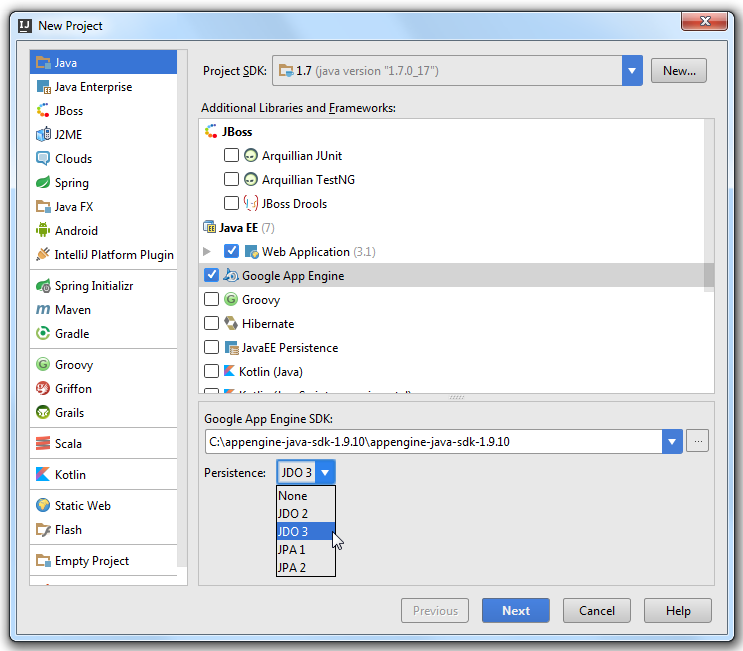 New Project
Java
Java Enterprise
JBoss
J2ME
Clouds
Spring
Java FX
Android
IntelliJ Platform Plugin
Spring Initializr
Maven
Gradle
Groovy
Griffon
Grails
Scala
Kotlin
Static Web
Flash
Empty Project
Project SDK: 1.7 (java version "1.7.0_17") New...
Additional Libraries and Frameworks:
JBoss
Arquillian JUnit
Arquillian TestNG
JBoss Drools
Java EE (7)
Web Application (3.1)
Google App Engine
Groovy
Hibernate
JavaEE Persistence
Kotlin (Java)
Google App Engine SDK:
C:\appengine-java-sdk-1.9.10\appengine-java-sdk-1.9.10 ...
Persistence: JDO 3
None
JDO 2
JDO 3
JPA 1
JPA 2
Previous Next Cancel Help